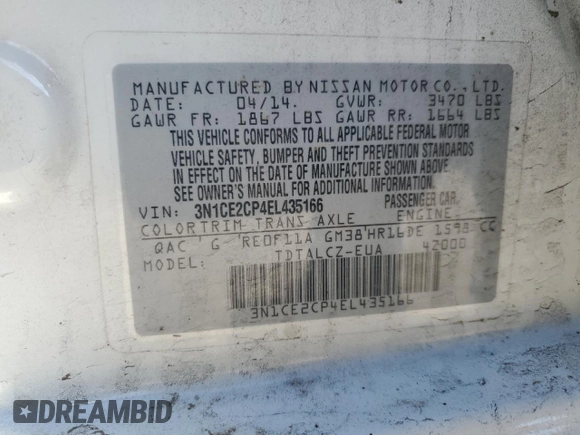 MANUFACTURED BY NISSAN MOTOR CO., LTD.
DATE: 04/14. GVWR: 3470 LBS
GAWR FR: 1867 LBS GAWR RR: 1664 LBS
THIS VEHICLE CONFORMS TO ALL APPLICABLE FEDERAL MOTOR
VEHICLE SAFETY, BUMPER AND THEFT PREVENTION STANDARDS
IN EFFECT ON THE DATE OF MANUFACTURE SHOWN ABOVE.
SEE OWNER'S MANUAL FOR ADDITIONAL INFORMATION.
VIN: 3N1CE2CP4EL435166 PASSENGER CAR.
COLOR TRIM TRANS AXLE ENGINE
QAC G RE0F11A GM38 HR16DE 1598 CC
MODEL: TDTALCZ-EUA 42000
3N1CE2CP4EL435166
DREAMBID